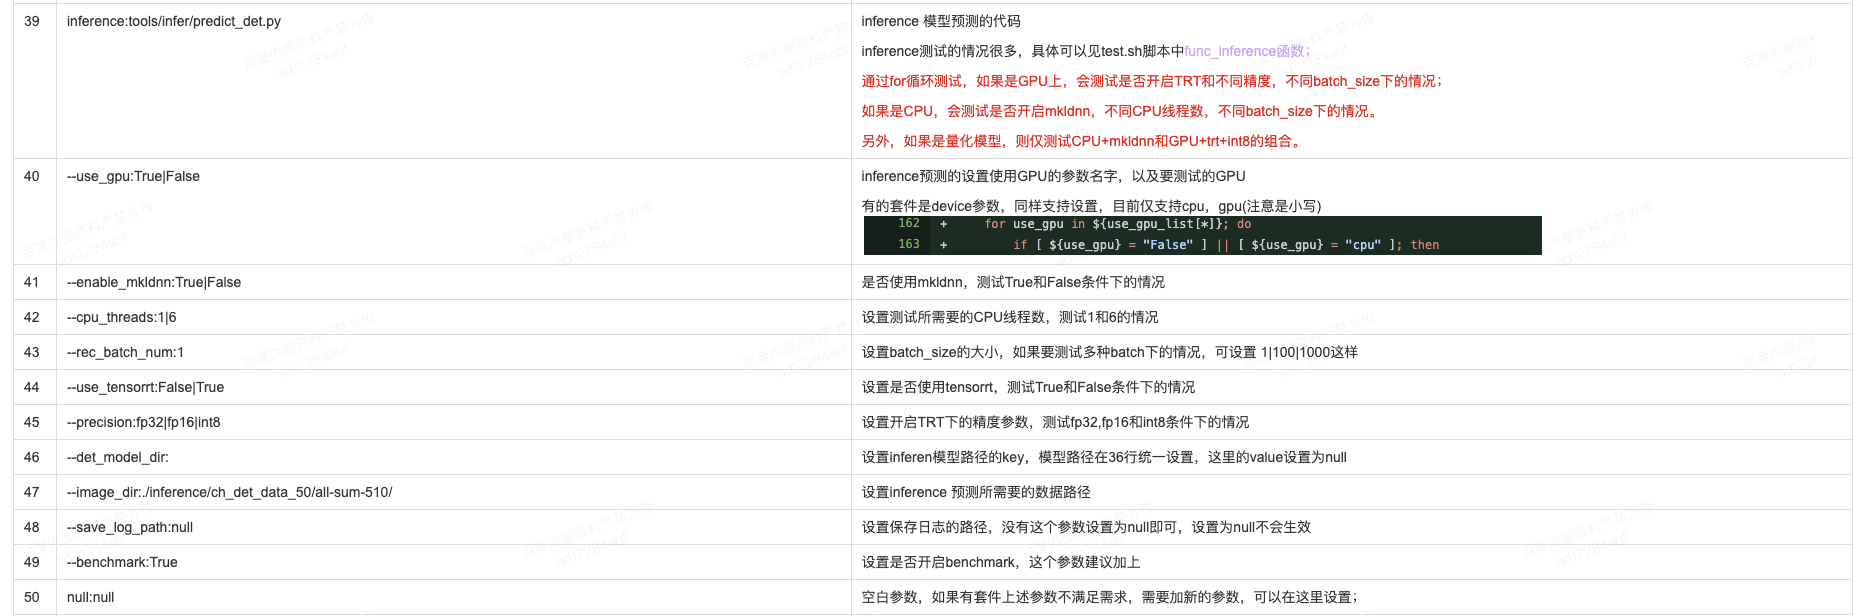 39 inference:tools/infer/predict_det.py inference 模型预测的代码
inference测试的情况很多，具体可以见test.sh脚本中func_inference函数；
通过for循环测试，如果是GPU上，会测试是否开启TRT和不同精度，不同batch_size下的情况；
如果是CPU，会测试是否开启mkldnn，不同CPU线程数，不同batch_size下的情况。
另外，如果是量化模型，则仅测试CPU+mkldnn和GPU+trt+int8的组合。
40 --use_gpu:True|False inference预测的设置使用GPU的参数名字，以及要测试的GPU
有的套件是device参数，同样支持设置，目前仅支持cpu，gpu(注意是小写)
162 + for use_gpu in ${use_gpu_list[*]}; do
163 + if [ ${use_gpu} = "False" ] || [ ${use_gpu} = "cpu" ]; then
41 --enable_mkldnn:True|False 是否使用mkldnn，测试True和False条件下的情况
42 --cpu_threads:1|6 设置测试所需要的CPU线程数，测试1和6的情况
43 --rec_batch_num:1 设置batch_size的大小，如果要测试多种batch下的情况，可设置 1|100|1000这样
44 --use_tensorrt:False|True 设置是否使用tensorrt，测试True和False条件下的情况
45 --precision:fp32|fp16|int8 设置开启TRT下的精度参数，测试fp32,fp16和int8条件下的情况
46 --det_model_dir: 设置inferen模型路径的key，模型路径在36行统一设置，这里的value设置为null
47 --image_dir:./inference/ch_det_data_50/all-sum-510/ 设置inference 预测所需要的数据路径
48 --save_log_path:null 设置保存日志的路径，没有这个参数设置为null即可，设置为null不会生效
49 --benchmark:True 设置是否开启benchmark，这个参数建议加上
50 null:null 空白参数，如果有套件上述参数不满足需求，需要加新的参数，可以在这里设置；
百度内部资料严禁外传
ad12284abf